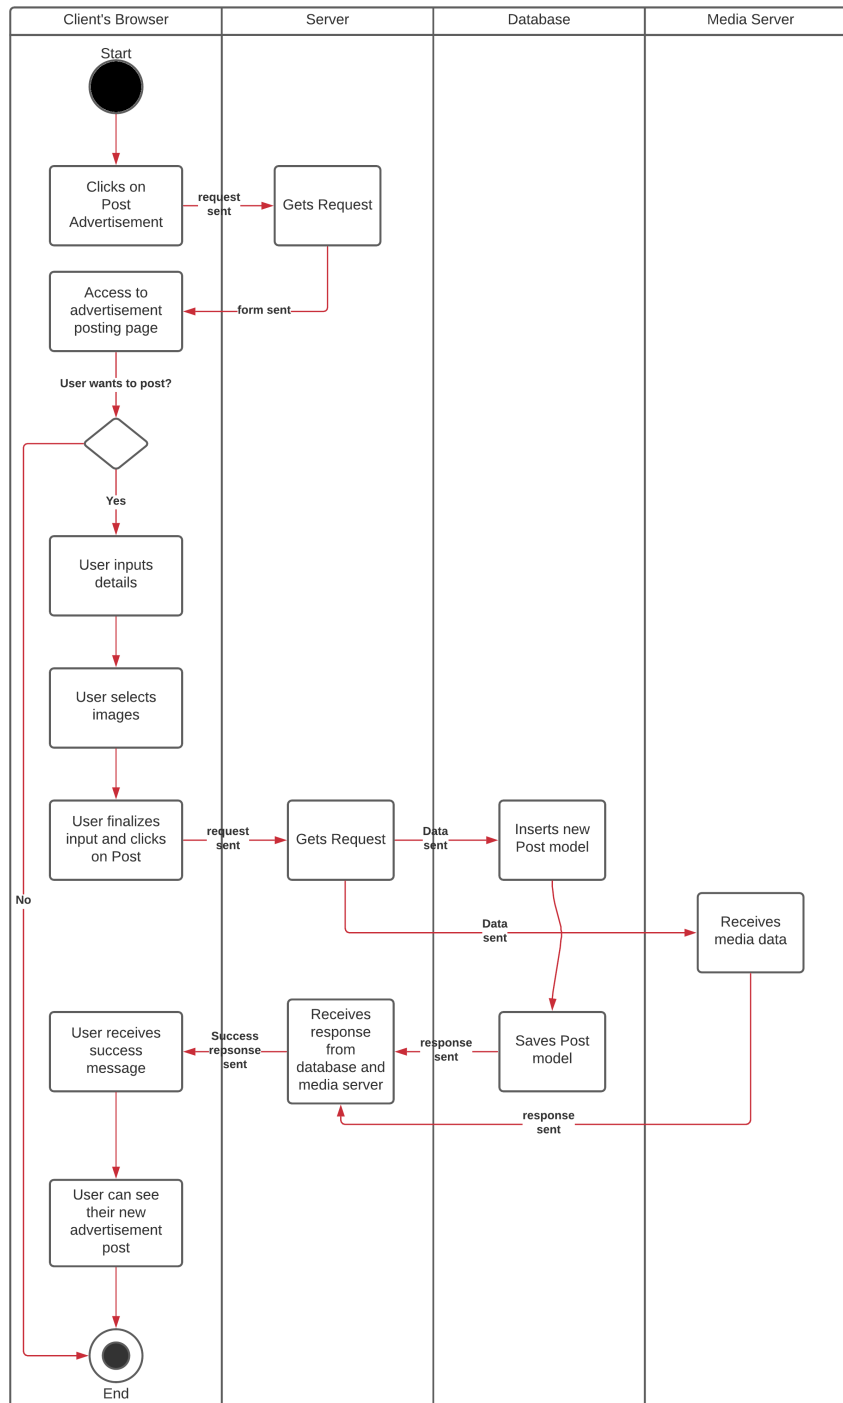 Client's Browser
Server
Database
Media Server
Start
Clicks on
Post
Advertisement
request
sent
Gets Request
Access to
advertisement
posting page
form sent
User wants to post?
Yes
User inputs
details
User selects
images
User finalizes
input and clicks
on Post
request
sent
Gets Request
Data
sent
Inserts new
Post model
No
Data
sent
Receives
media data
User receives
success
message
Success
repsonse
sent
Receives
response
from
database and
media server
response
sent
Saves Post
model
response
sent
User can see
their new
advertisement
post
End